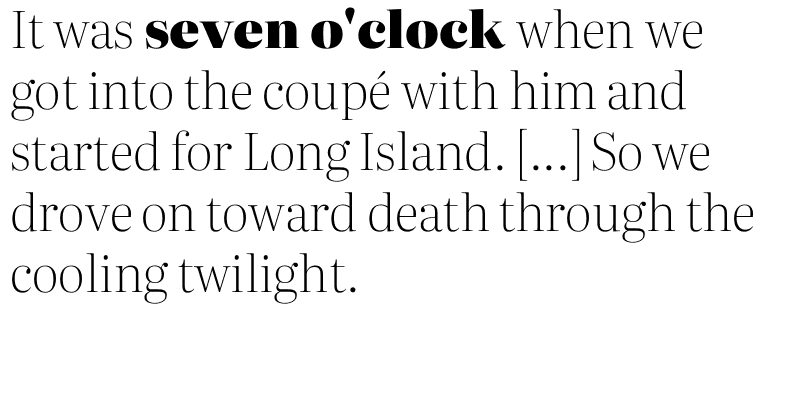 It was seven o'clock when we
got into the coupé with him and
started for Long Island. [...] So we
drove on toward death through the
cooling twilight.